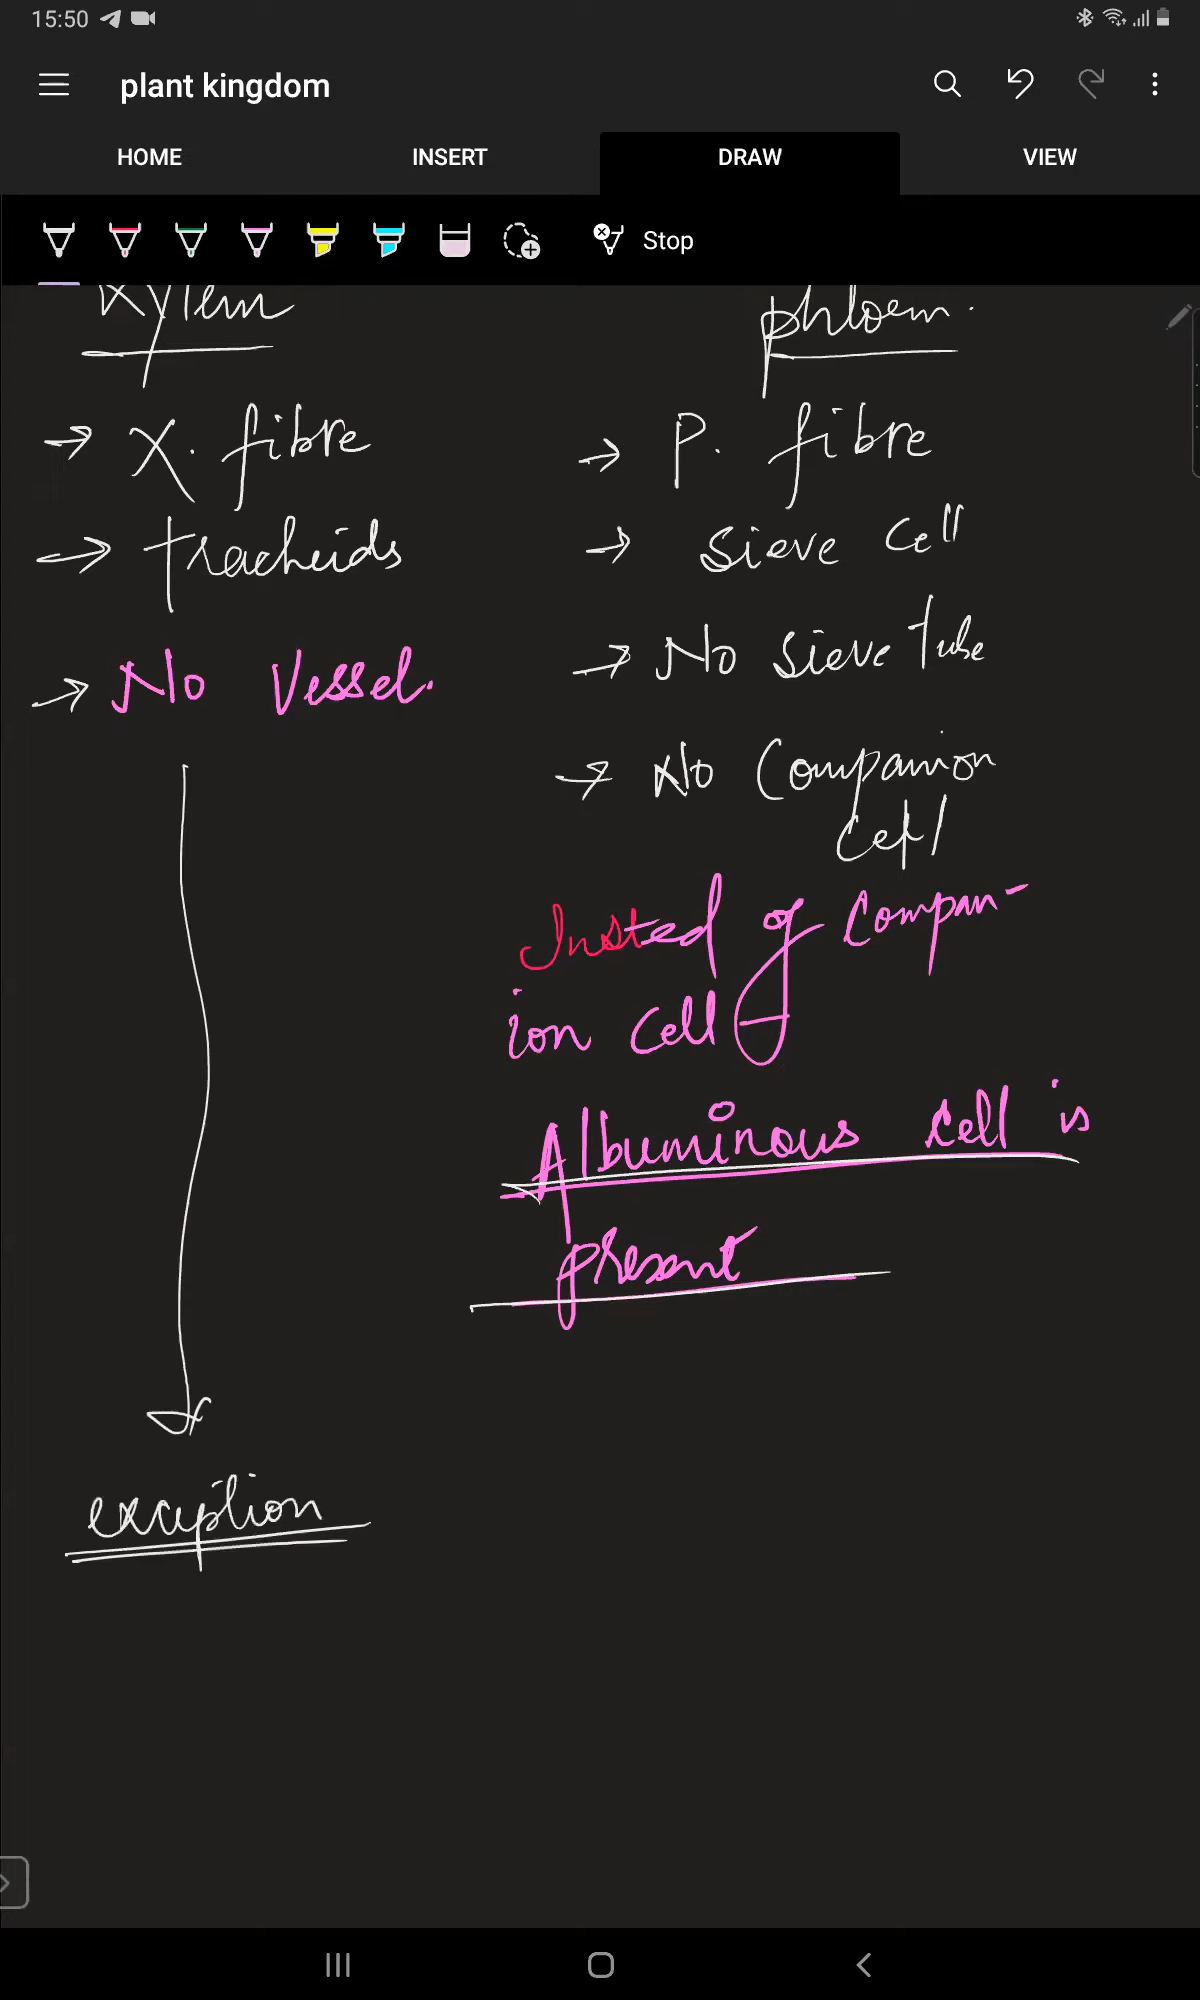 15:50
plant kingdom
HOME INSERT DRAW VIEW
Stop
Xylem
phloem.
→ X. fibre
→ P. fibre
→ tracheids
→ sieve cell
→ No Vessel.
→ No sieve Tube
→ No Companion
cell
Insted of Compan-
ion cell
Albuminous cell is
present
exception